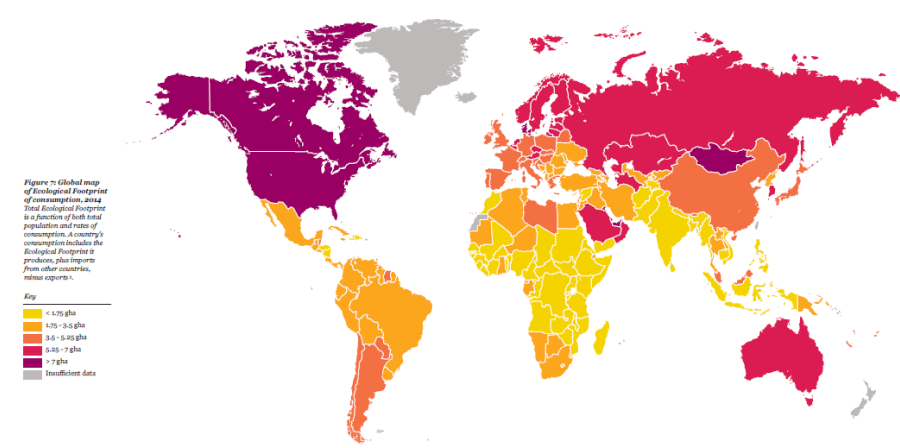 Figure 7: Global map
of Ecological Footprint
of consumption, 2014
Total Ecological Footprint
is a function of both total
population and rates of
consumption. A country's
consumption includes the
Ecological Footprint it
produces, plus imports
from other countries,
minus exports ².
Key
< 1.75 gha
1.75 - 3.5 gha
3.5 - 5.25 gha
5.25 - 7 gha
> 7 gha
Insufficient data